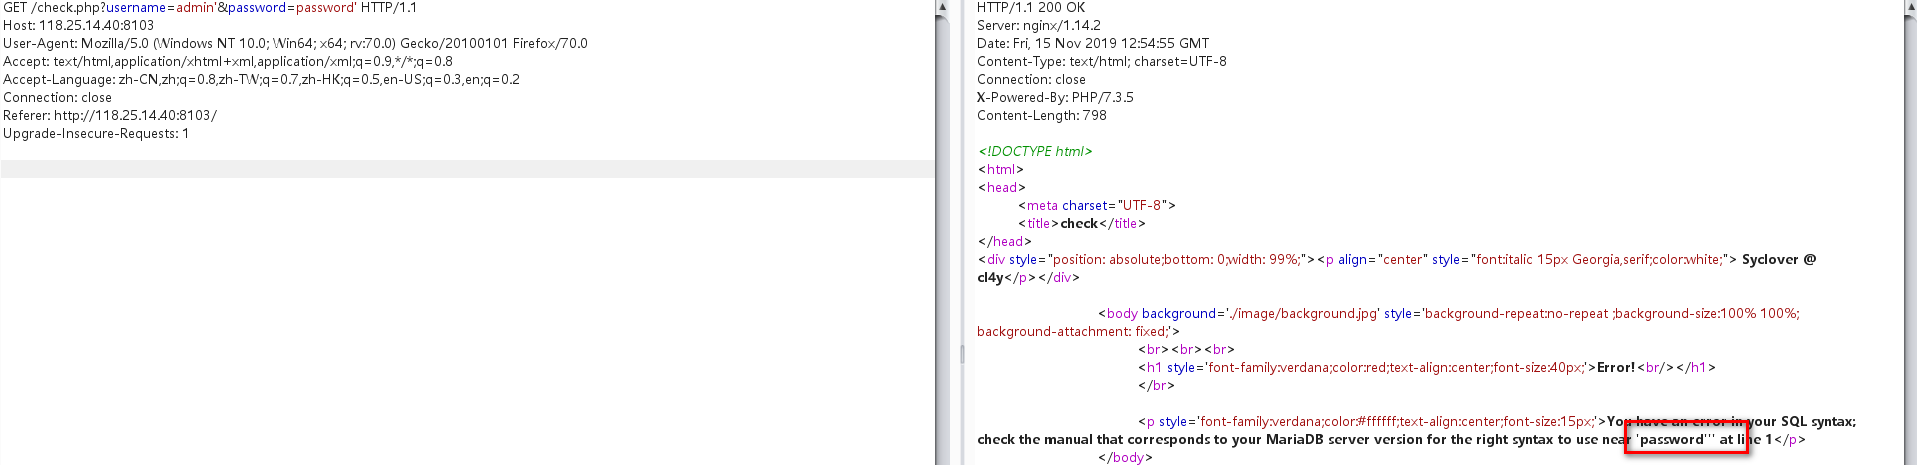 GET /check.php?username=admin'&password=password' HTTP/1.1
Host: 118.25.14.40:8103
User-Agent: Mozilla/5.0 (Windows NT 10.0; Win64; x64; rv:70.0) Gecko/20100101 Firefox/70.0
Accept: text/html,application/xhtml+xml,application/xml;q=0.9,*/*;q=0.8
Accept-Language: zh-CN,zh;q=0.8,zh-TW;q=0.7,zh-HK;q=0.5,en-US;q=0.3,en;q=0.2
Connection: close
Referer: http://118.25.14.40:8103/
Upgrade-Insecure-Requests: 1
HTTP/1.1 200 OK
Server: nginx/1.14.2
Date: Fri, 15 Nov 2019 12:54:55 GMT
Content-Type: text/html; charset=UTF-8
Connection: close
X-Powered-By: PHP/7.3.5
Content-Length: 798
<!DOCTYPE html>
<html>
<head>
<meta charset="UTF-8">
<title>check</title>
</head>
<div style="position: absolute;bottom: 0;width: 99%;"><p align="center" style="font:italic 15px Georgia,serif;color:white;"> Syclover @
cl4y</p></div>
<body background='./image/background.jpg' style='background-repeat:no-repeat ;background-size:100% 100%;
background-attachment: fixed;'>
<br><br><br>
<h1 style='font-family:verdana;color:red;text-align:center;font-size:40px;'>Error!<br/></h1>
</br>
<p style='font-family:verdana;color:#ffffff;text-align:center;font-size:15px;'>You have an error in your SQL syntax;
check the manual that corresponds to your MariaDB server version for the right syntax to use near 'password''' at line 1</p>
</body>